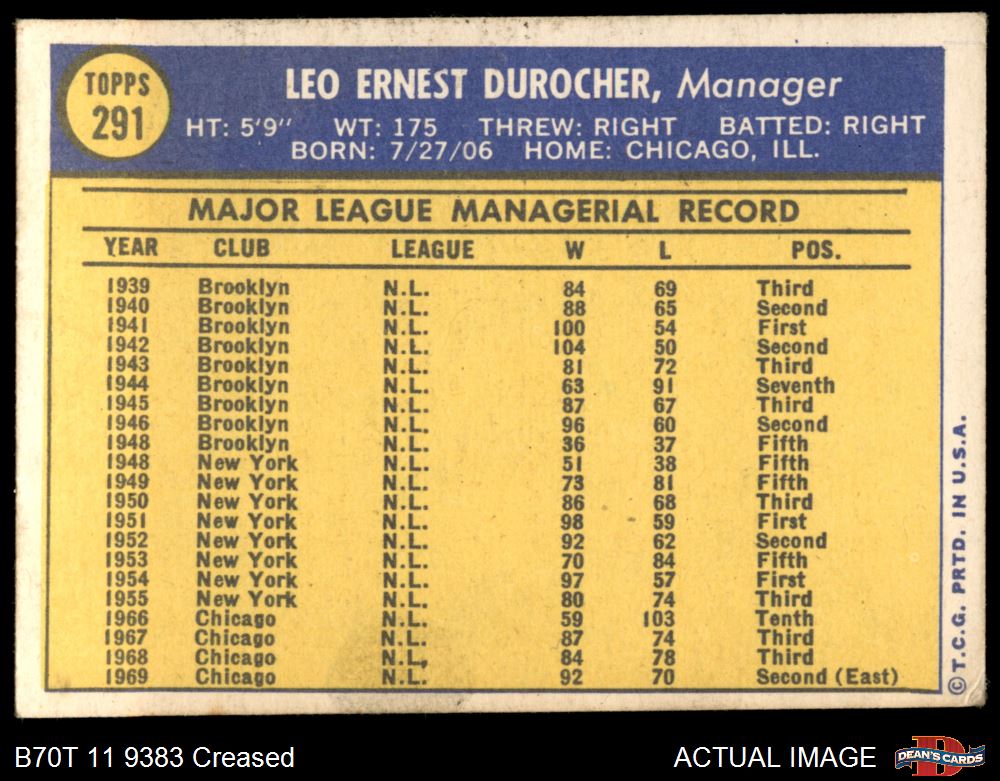 TOPPS
291
LEO ERNEST DUROCHER, Manager
HT: 5'9" WT: 175 THREW: RIGHT BATTED: RIGHT
BORN: 7/27/06 HOME: CHICAGO, ILL.
MAJOR LEAGUE MANAGERIAL RECORD
YEAR CLUB LEAGUE W L POS.
1939 Brooklyn N.L. 84 69 Third
1940 Brooklyn N.L. 88 65 Second
1941 Brooklyn N.L. 100 54 First
1942 Brooklyn N.L. 104 50 Second
1943 Brooklyn N.L. 81 72 Third
1944 Brooklyn N.L. 63 91 Seventh
1945 Brooklyn N.L. 87 67 Third
1946 Brooklyn N.L. 96 60 Second
1948 Brooklyn N.L. 36 37 Fifth
1948 New York N.L. 51 38 Fifth
1949 New York N.L. 73 81 Fifth
1950 New York N.L. 86 68 Third
1951 New York N.L. 98 59 First
1952 New York N.L. 92 62 Second
1953 New York N.L. 70 84 Fifth
1954 New York N.L. 97 57 First
1955 New York N.L. 80 74 Third
1966 Chicago N.L. 59 103 Tenth
1967 Chicago N.L. 87 74 Third
1968 Chicago N.L. 84 78 Third
1969 Chicago N.L. 92 70 Second (East)
© T.C.G. PRTD. IN U.S.A.
B70T 11 9383 Creased
ACTUAL IMAGE
D
DEAN'S CARDS